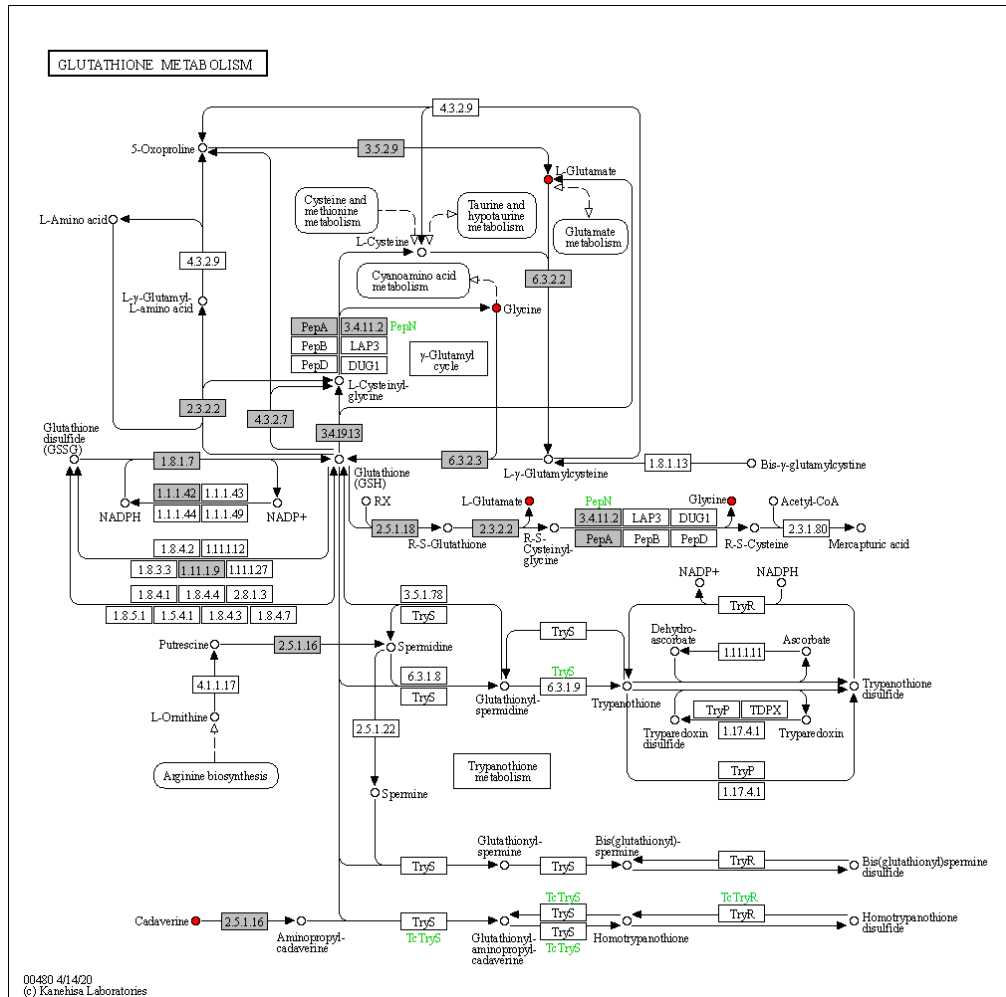 GLUTATHIONE METABOLISM
4.3.2.9
5-Oxoproline
3.5.2.9
L-Glutamate
Cysteine and
methionine
metabolism
Taurine and
hypotaurine
metabolism
Glutamate
metabolism
L-Amino acid
L-Cysteine
4.3.2.9
Cyanoamino acid
metabolism
6.3.2.2
L-γ-Glutamyl-
L-amino acid
Glycine
PepA
3.4.11.2
PepN
PepB
LAP3
PepD
DUG1
γ-Glutamyl
cycle
L-Cysteinyl-
glycine
2.3.2.2
4.3.2.7
3.4.19.13
Glutathione
disulfide
(GSSG)
1.8.1.7
Glutathione
(GSH)
6.3.2.3
L-γ-Glutamylcysteine
1.8.1.13
Bis-γ-glutamylcystine
1.1.1.42
1.1.1.43
1.1.1.44
1.1.1.49
NADPH
NADP+
RX
L-Glutamate
PepN
Glycine
Acetyl-CoA
2.5.1.18
2.3.2.2
3.4.11.2
LAP3
DUG1
PepA
PepB
PepD
2.3.1.80
R-S-Glutathione
R-S-
Cysteinyl-
glycine
R-S-Cysteine
Mercapturic acid
1.8.4.2
1.11.1.12
1.8.3.3
1.11.1.9
1.11.1.27
1.8.4.1
1.8.4.4
2.8.1.3
1.8.5.1
1.5.4.1
1.8.4.3
1.8.4.7
NADP+
NADPH
3.5.1.78
TryS
TryR
Putrescine
2.5.1.16
Spermidine
TryS
Dehydro-
ascorbate
Ascorbate
1.11.1.11
4.1.1.17
6.3.1.8
TryS
Glutathionyl-
spermidine
TryS
6.3.1.9
Trypanothione
Trypanothione
disulfide
L-Ornithine
2.5.1.22
TryP
TDPX
1.17.4.1
Tryparedoxin
disulfide
Tryparedoxin
Arginine biosynthesis
Trypanothione
metabolism
TryP
1.17.4.1
Spermine
Glutathionyl-
spermine
Bis(glutathionyl)-
spermine
TryS
TryS
TryR
Bis(glutathionyl)spermine
disulfide
Cadaverine
2.5.1.16
Aminopropyl-
cadaverine
TryS
TcTryS
Glutathionyl-
aminopropyl-
cadaverine
TcTryS
TryS
TryS
TcTryS
Homotrypanothione
TcTryR
TryR
Homotrypanothione
disulfide
00480 4/14/20
(c) Kanehisa Laboratories